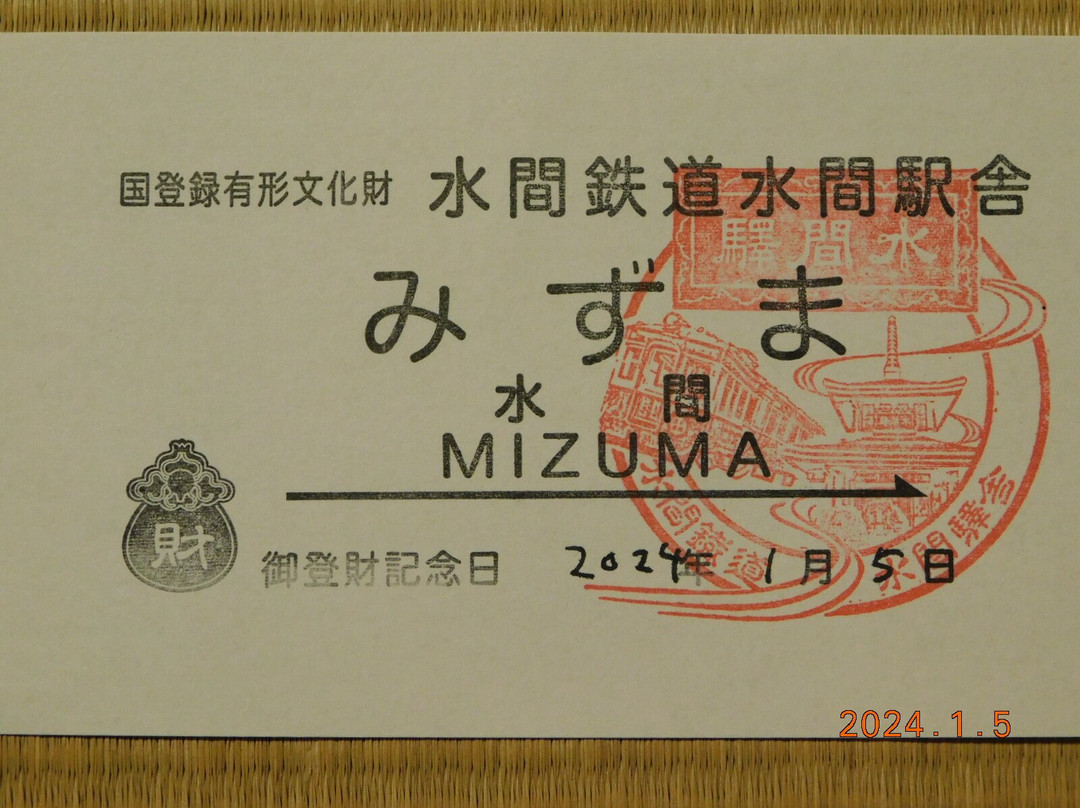 国登録有形文化財 水間鉄道水間駅舎
水間驛
みずま
水間
MIZUMA
財
御登財記念日 2024年 1月 5日
水間鐵道
水間驛舎
2024.1.5